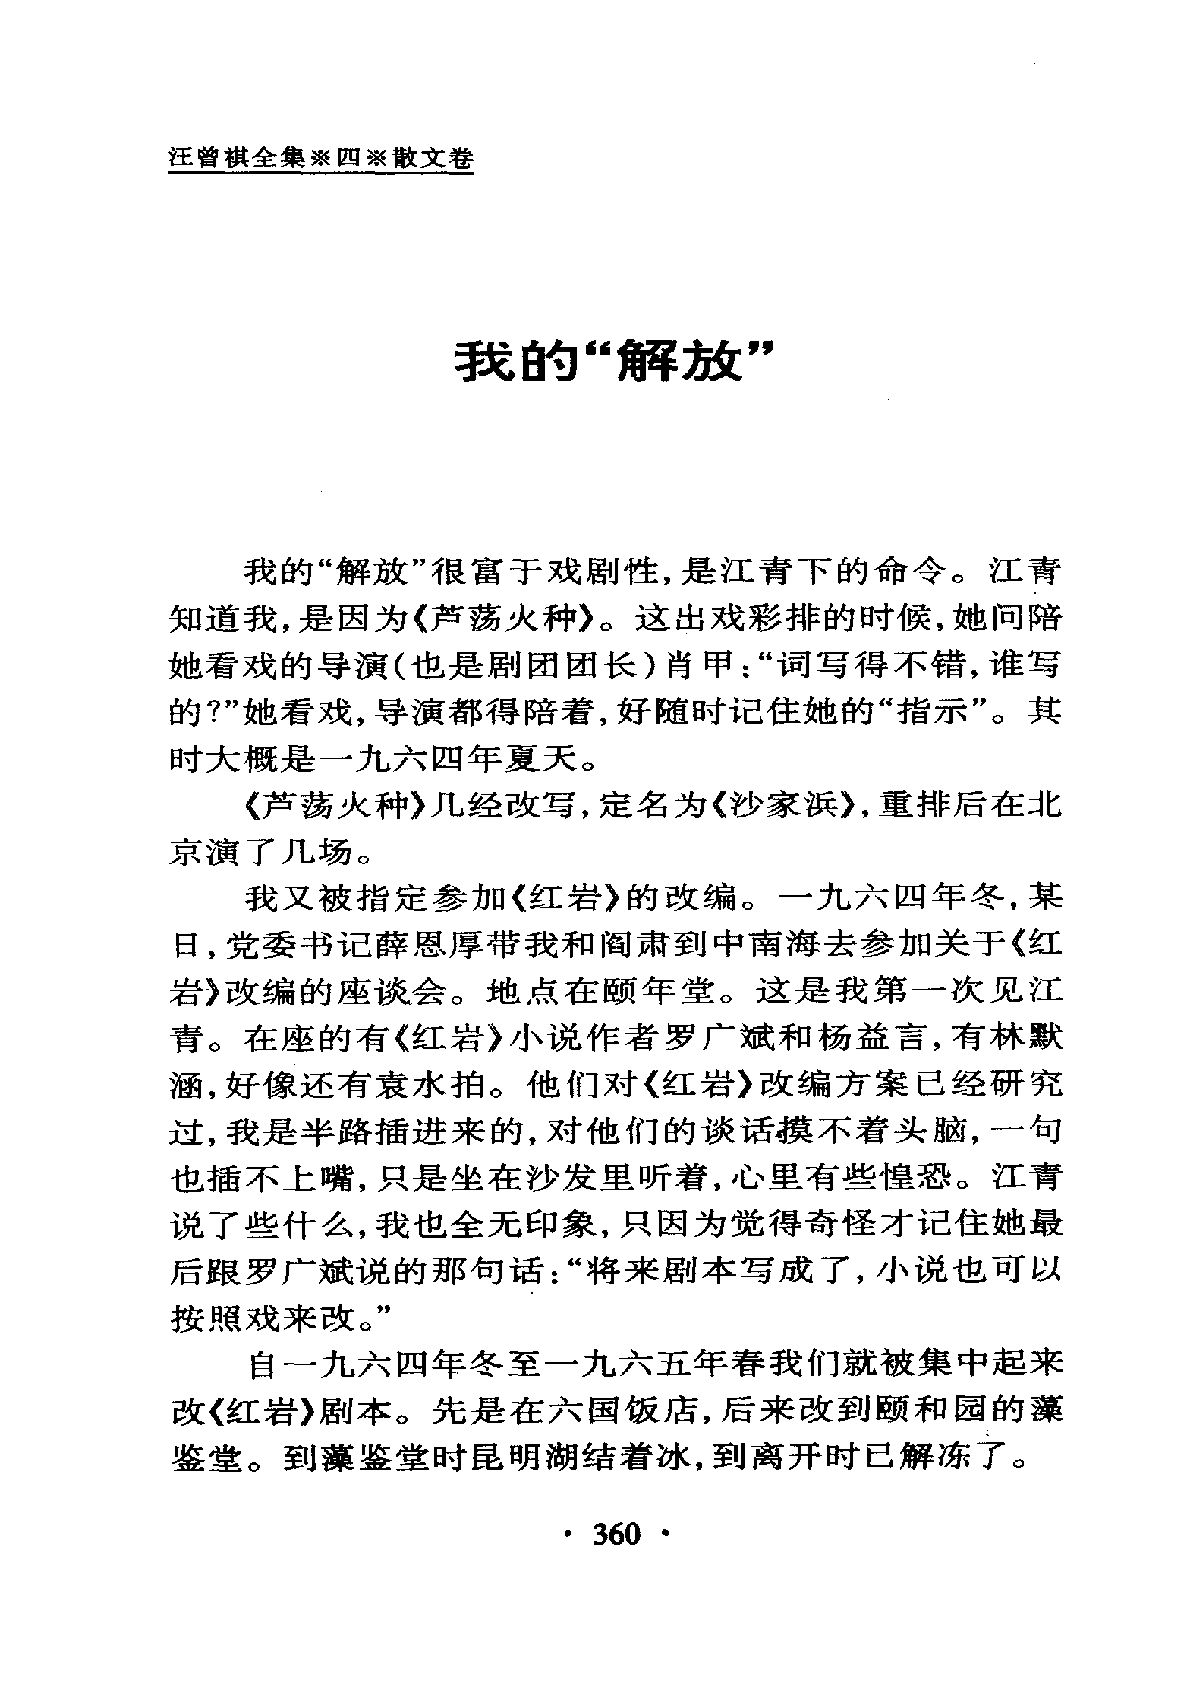 汪曾祺全集※四※散文卷
我的“解放”
我的“解放”很富于戏剧性,是江青下的命令。江青
知道我,是因为《芦荡火种》。这出戏彩排的时候,她问陪
她看戏的导演(也是剧团团长)肖甲:“词写得不错,谁写
的?”她看戏,导演都得陪着,好随时记住她的“指示”。其
时大概是一九六四年夏天。
《芦荡火种》几经改写,定名为《沙家浜》,重排后在北
京演了几场。
我又被指定参加《红岩》的改编。一九六四年冬,某
日,党委书记薛恩厚带我和阎肃到中南海去参加关于《红
岩》改编的座谈会。地点在颐年堂。这是我第一次见江
青。在座的有《红岩》小说作者罗广斌和杨益言,有林默
涵,好像还有袁水拍。他们对《红岩》改编方案已经研究
过,我是半路插进来的,对他们的谈话摸不着头脑,一句
也插不上嘴,只是坐在沙发里听着,心里有些惶恐。江青
说了些什么,我也全无印象,只因为觉得奇怪才记住她最
后跟罗广斌说的那句话:“将来剧本写成了,小说也可以
按照戏来改。”
自一九六四年冬至一九六五年春我们就被集中起来
改《红岩》剧本。先是在六国饭店,后来改到颐和园的藻
鉴堂。到藻鉴堂时昆明湖结着冰,到离开时已解冻了。
· 360 ·